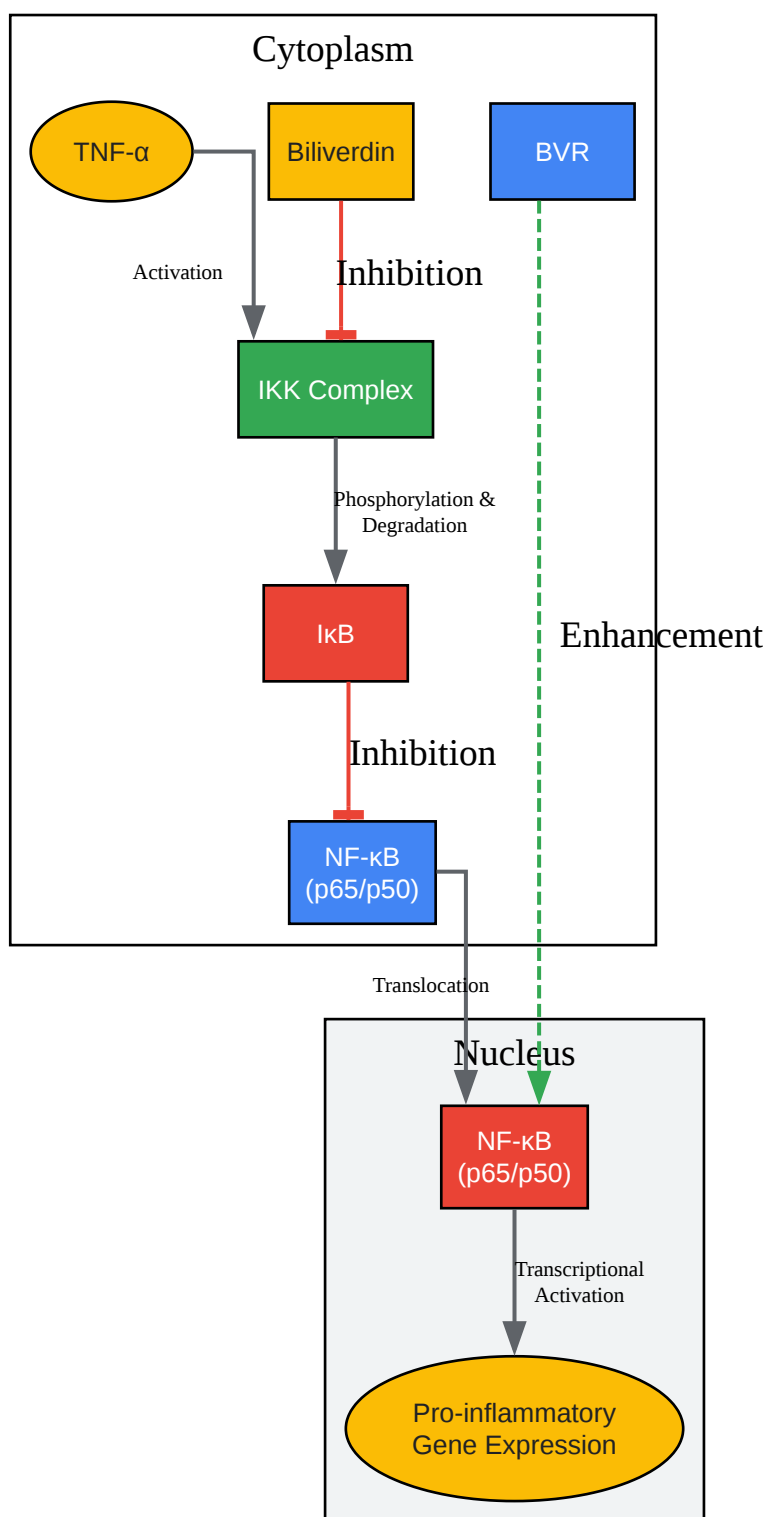 Cytoplasm
TNF-α
Biliverdin
BVR
Activation
Inhibition
IKK Complex
Phosphorylation &
Degradation
IκB
Enhancement
Inhibition
NF-κB
(p65/p50)
Translocation
Nucleus
NF-κB
(p65/p50)
Transcriptional
Activation
Pro-inflammatory
Gene Expression